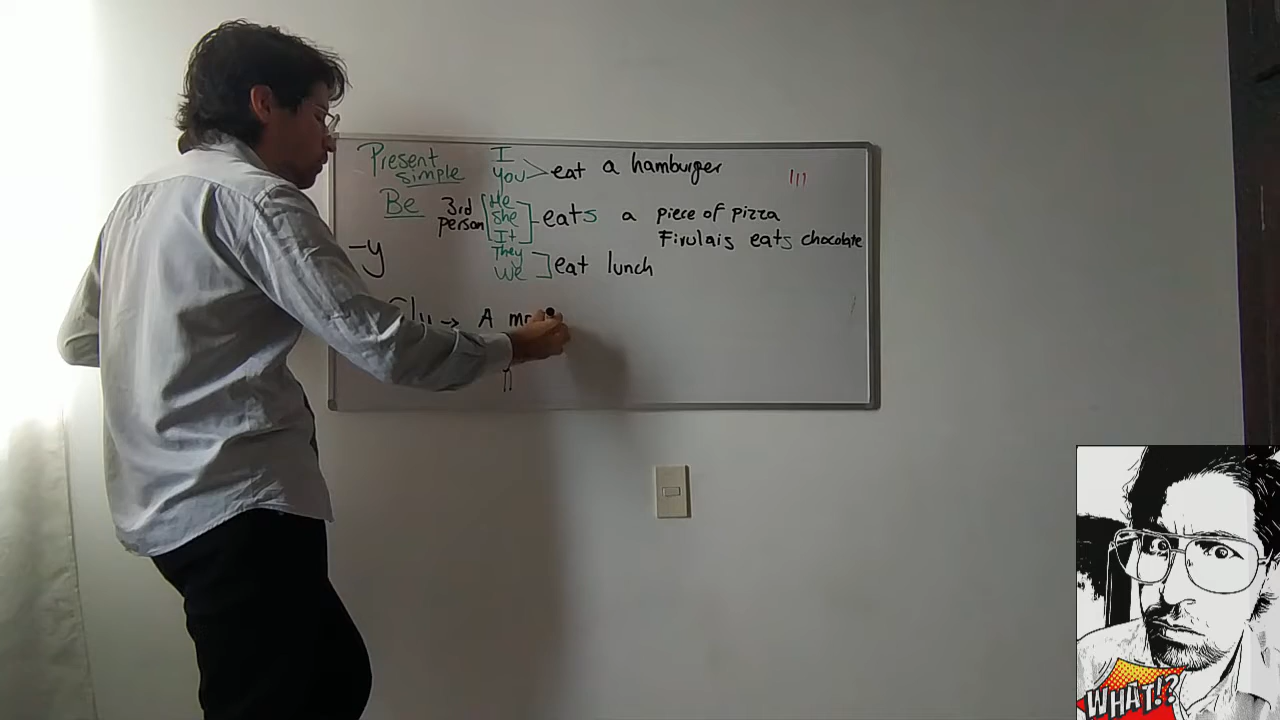 Present simple
I
you
eat a hamburger
Be
3rd person
He
She
It
eats a piece of pizza
Firulais eats chocolate
They
We
eat lunch
-y
→ A
WHAT!?